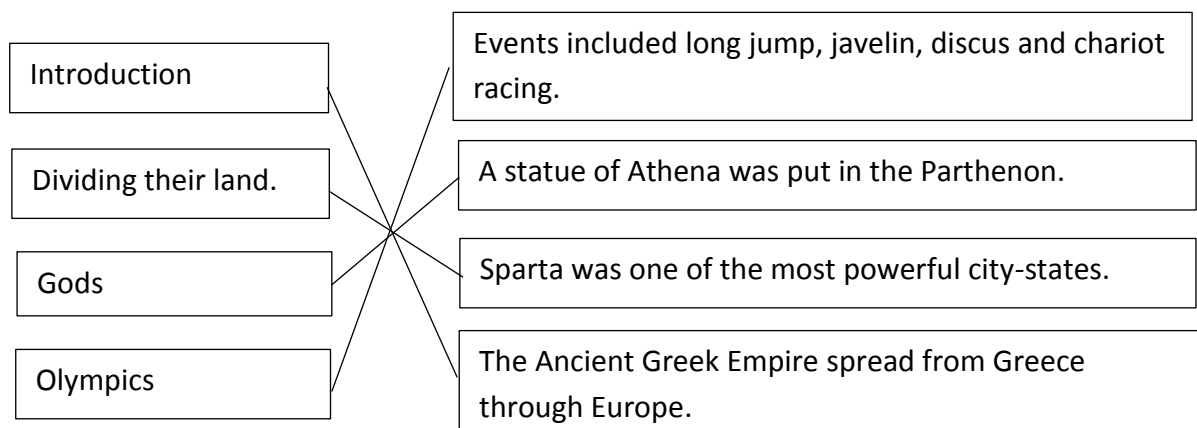 Introduction
Dividing their land.
Gods
Olympics
Events included long jump, javelin, discus and chariot
racing.
A statue of Athena was put in the Parthenon.
Sparta was one of the most powerful city-states.
The Ancient Greek Empire spread from Greece
through Europe.